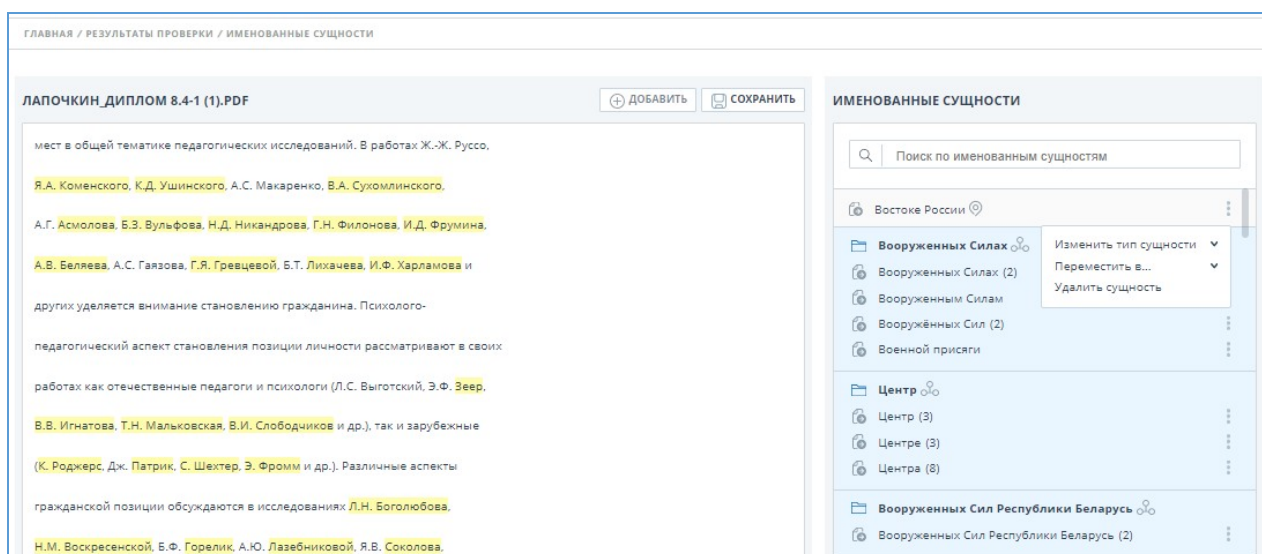 ГЛАВНАЯ / РЕЗУЛЬТАТЫ ПРОВЕРКИ / ИМЕНОВАННЫЕ СУЩНОСТИ
ЛАПОЧКИН_ДИПЛОМ 8.4-1 (1).PDF
ДОБАВИТЬ
СОХРАНИТЬ
мест в общей тематике педагогических исследований. В работах Ж.-Ж. Руссо,
Я.А. Коменского, К.Д. Ушинского, А.С. Макаренко, В.А. Сухомлинского,
А.Г. Асмолова, Б.З. Вульфова, Н.Д. Никандрова, Г.Н. Филонова, И.Д. Фрумина,
А.В. Беляева, А.С. Гаязова, Г.Я. Гревцевой, Б.Т. Лихачева, И.Ф. Харламова и
других уделяется внимание становлению гражданина. Психолого-
педагогический аспект становления позиции личности рассматривают в своих
работах как отечественные педагоги и психологи (Л.С. Выготский, Э.Ф. Зеер,
В.В. Игнатова, Т.Н. Мальковская, В.И. Слободчиков и др.), так и зарубежные
(К. Роджерс, Дж. Патрик, С. Шехтер, Э. Фромм и др.). Различные аспекты
гражданской позиции обсуждаются в исследованиях Л.Н. Боголюбова,
Н.М. Воскресенской, Б.Ф. Горелик, А.Ю. Лазебниковой, Я.В. Соколова,
ИМЕНОВАННЫЕ СУЩНОСТИ
Поиск по именованным сущностям
Востоке России
Вооруженных Силах
Вооруженных Силах (2)
Вооруженным Силам
Вооружённых Сил (2)
Военной присяги
Изменить тип сущности
Переместить в...
Удалить сущность
Центр
Центр (3)
Центре (3)
Центра (8)
Вооруженных Сил Республики Беларусь
Вооруженных Сил Республики Беларусь (2)